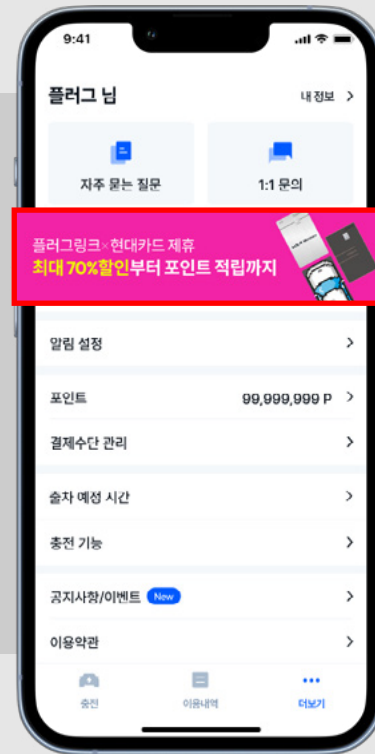 9:41
플러그 님
내 정보
자주 묻는 질문
1:1 문의
플러그링크×현대카드 제휴
최대 70%할인부터 포인트 적립까지
알림 설정
포인트
99,999,999 P
결제수단 관리
출차 예정 시간
충전 기능
공지사항/이벤트 New
이용약관
충전
이용내역
더보기